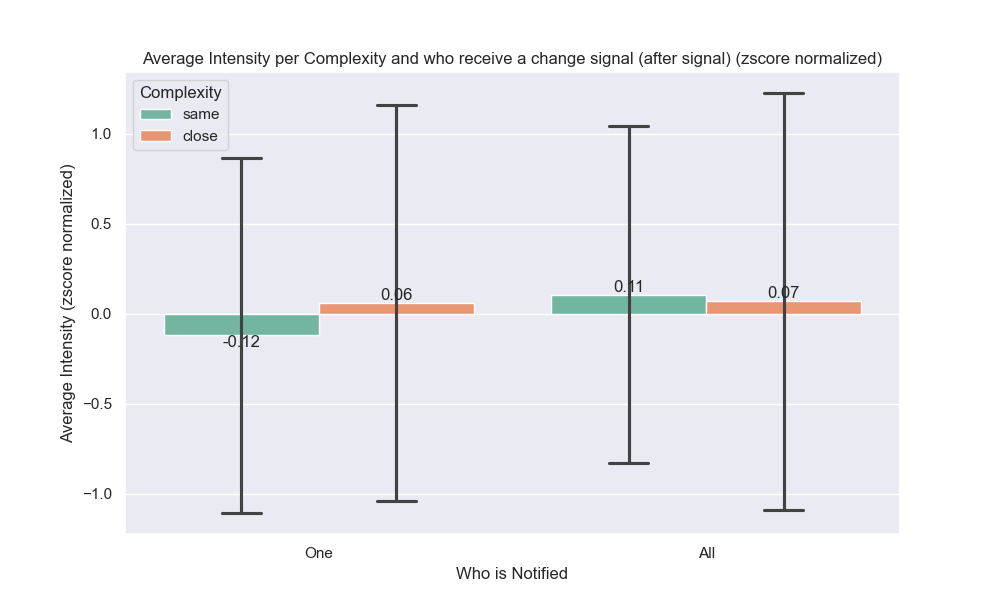 Average Intensity per Complexity and who receive a change signal (after signal) (zscore normalized)
Complexity
same
close
Average Intensity (zscore normalized)
1.0
0.5
0.0
−0.5
−1.0
-0.12
0.06
0.11
0.07
One
All
Who is Notified